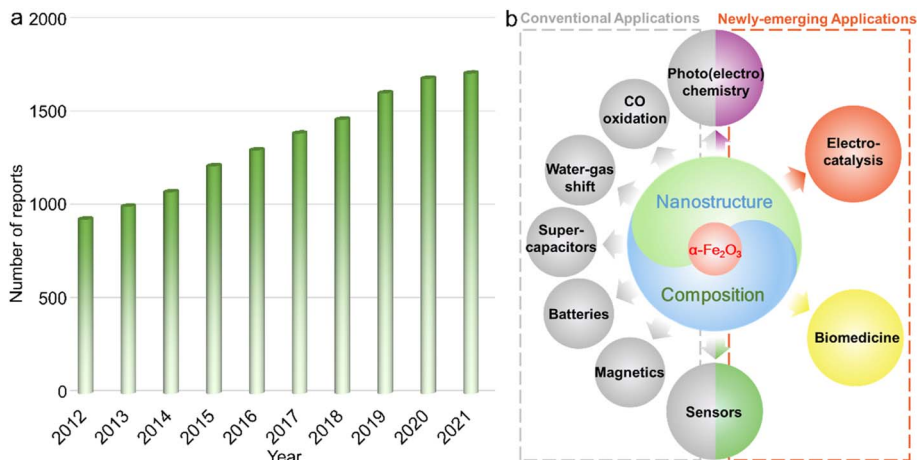 a
Number of reports
2000
1500
1000
500
0
2012
2013
2014
2015
2016
2017
2018
2019
2020
2021
Year
b
Conventional Applications
Newly-emerging Applications
Photo(electro)
chemistry
CO
oxidation
Water-gas
shift
Super-
capacitors
Batteries
Magnetics
Sensors
Electro-
catalysis
Biomedicine
Nanostructure
α-Fe₂O₃
Composition